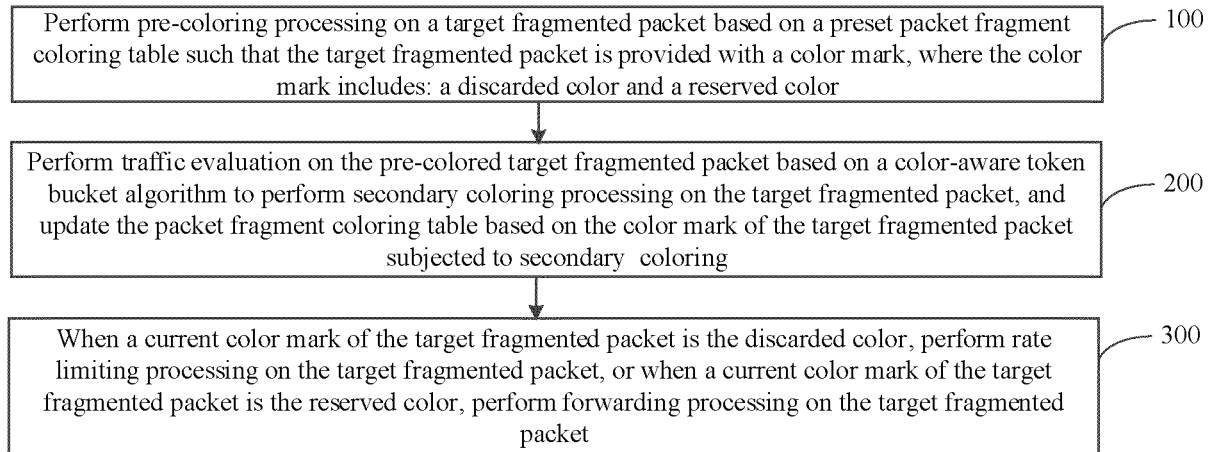 Perform pre-coloring processing on a target fragmented packet based on a preset packet fragment
coloring table such that the target fragmented packet is provided with a color mark, where the color
mark includes: a discarded color and a reserved color
100
Perform traffic evaluation on the pre-colored target fragmented packet based on a color-aware token
bucket algorithm to perform secondary coloring processing on the target fragmented packet, and
update the packet fragment coloring table based on the color mark of the target fragmented packet
subjected to secondary coloring
200
When a current color mark of the target fragmented packet is the discarded color, perform rate
limiting processing on the target fragmented packet, or when a current color mark of the target
fragmented packet is the reserved color, perform forwarding processing on the target fragmented
packet
300